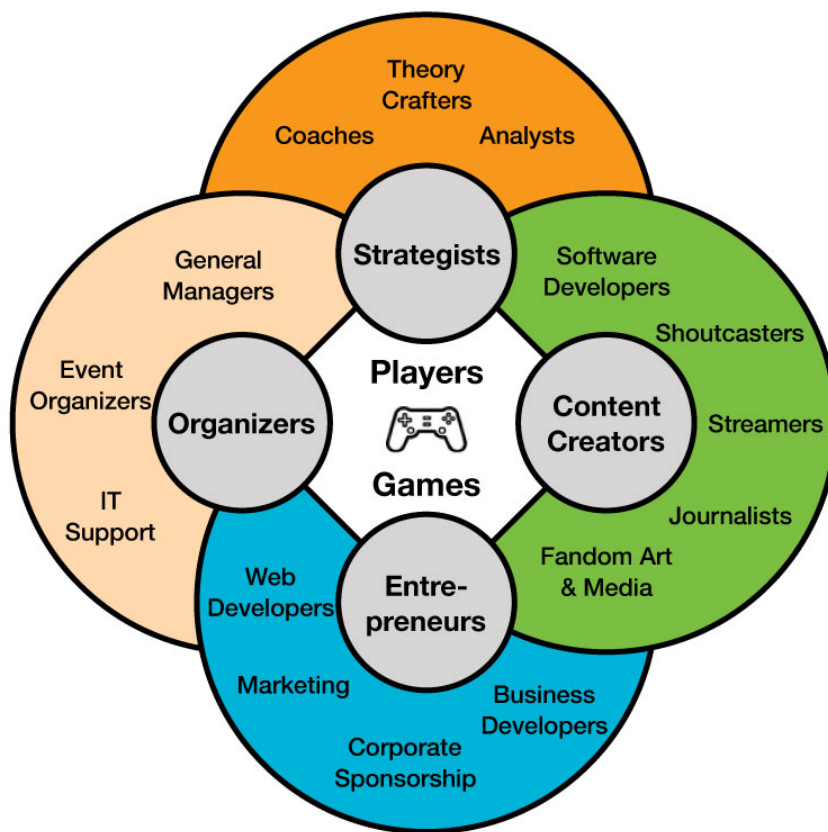 Theory
Crafters
Coaches
Analysts
Strategists
General
Managers
Event
Organizers
IT
Support
Organizers
Players
Games
Software
Developers
Shoutcasters
Streamers
Journalists
Fandom Art
& Media
Content
Creators
Entre-
preneurs
Web
Developers
Marketing
Corporate
Sponsorship
Business
Developers